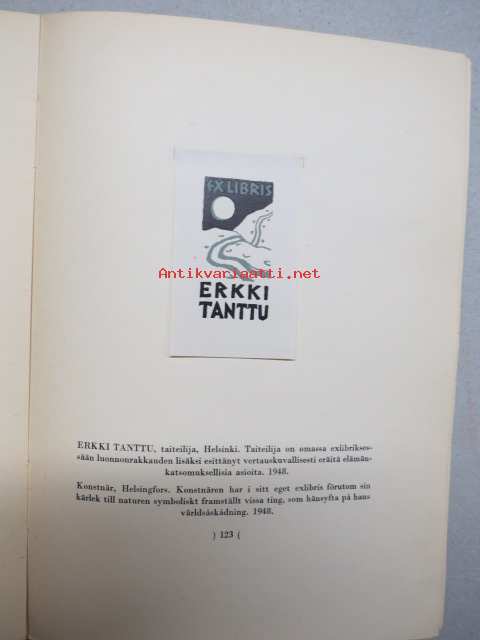 EX LIBRIS
Antikvariaatti.net
ERKKI
TANTTU
ERKKI TANTTU, taiteilija, Helsinki. Taiteilija on omassa exlibrikses-
sään luonnonrakkauden lisäksi esittänyt vertauskuvallisesti eräitä elämän-
katsomuksellisia asioita. 1948.
Konstnär, Helsingfors. Konstnären har i sitt eget exlibris förutom sin
kärlek till naturen symboliskt framställt vissa ting, som hänsyfta på hans
världsåskådning. 1948.
) 123 (